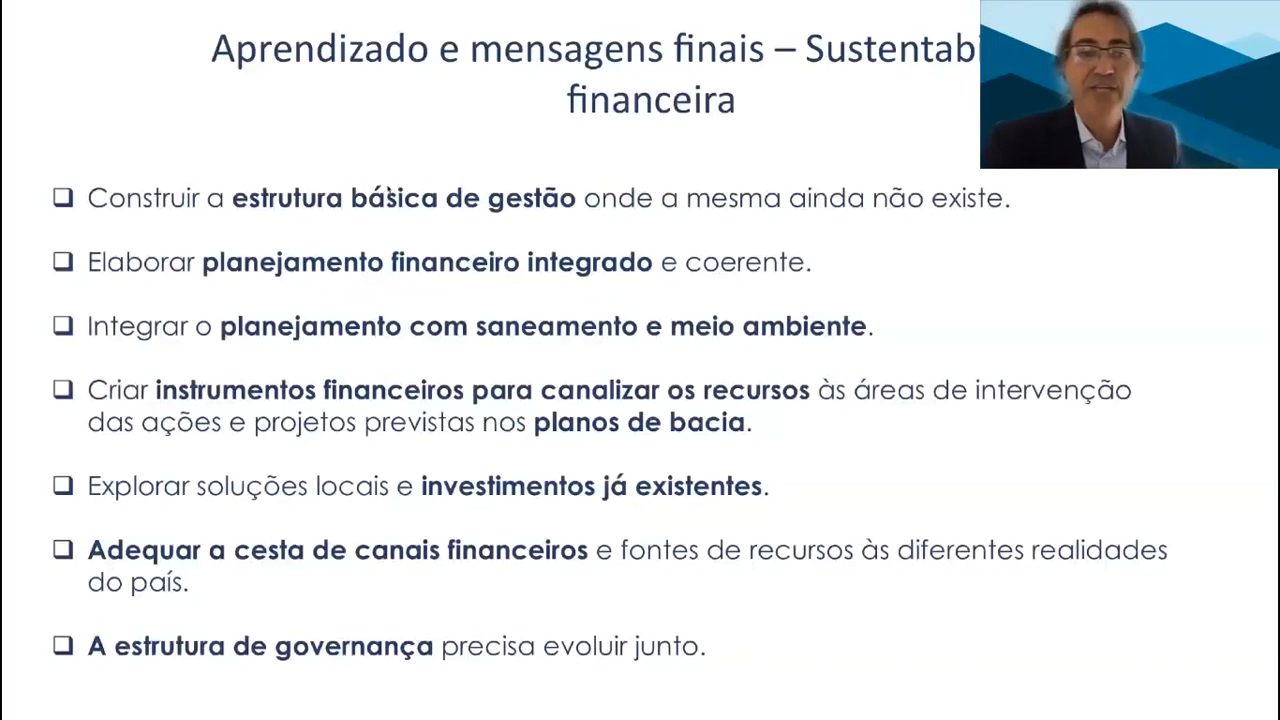 Aprendizado e mensagens finais – Sustentabi
financeira
Construir a estrutura básica de gestão onde a mesma ainda não existe.
Elaborar planejamento financeiro integrado e coerente.
Integrar o planejamento com saneamento e meio ambiente.
Criar instrumentos financeiros para canalizar os recursos às áreas de intervenção
das ações e projetos previstas nos planos de bacia.
Explorar soluções locais e investimentos já existentes.
Adequar a cesta de canais financeiros e fontes de recursos às diferentes realidades
do país.
A estrutura de governança precisa evoluir junto.